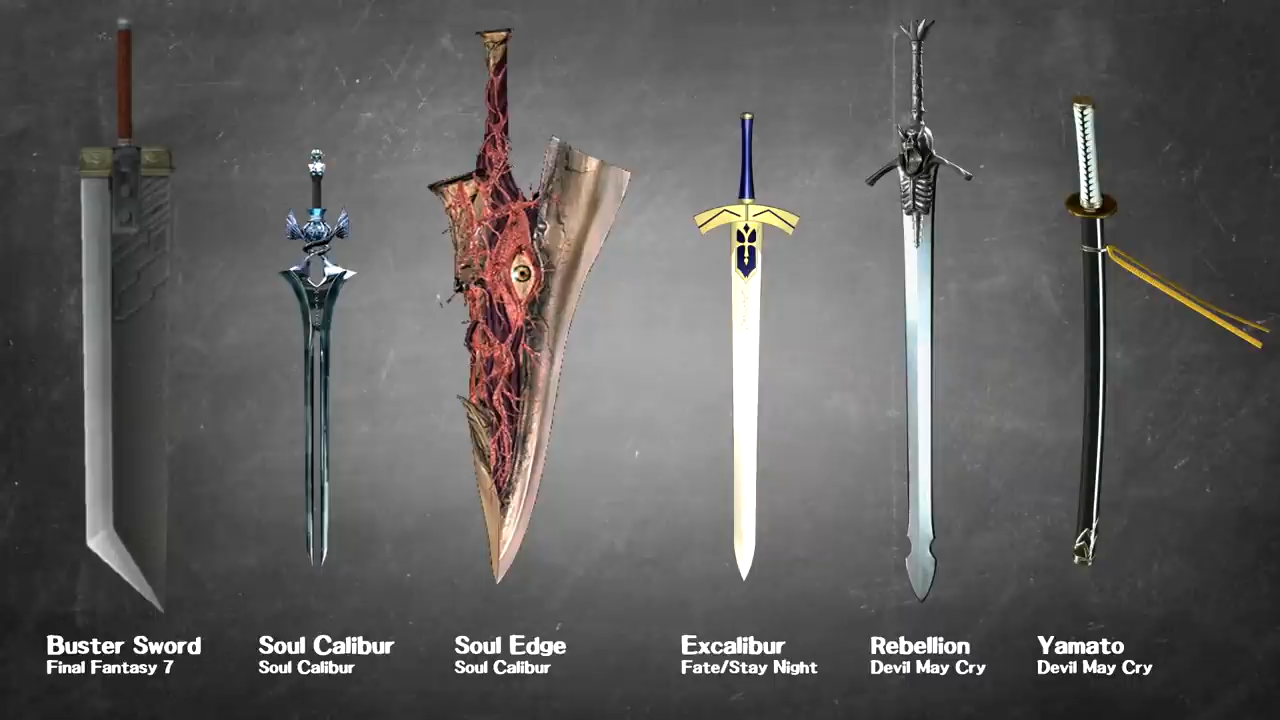 Buster Sword
Final Fantasy 7
Soul Calibur
Soul Calibur
Soul Edge
Soul Calibur
Excalibur
Fate/Stay Night
Rebellion
Devil May Cry
Yamato
Devil May Cry